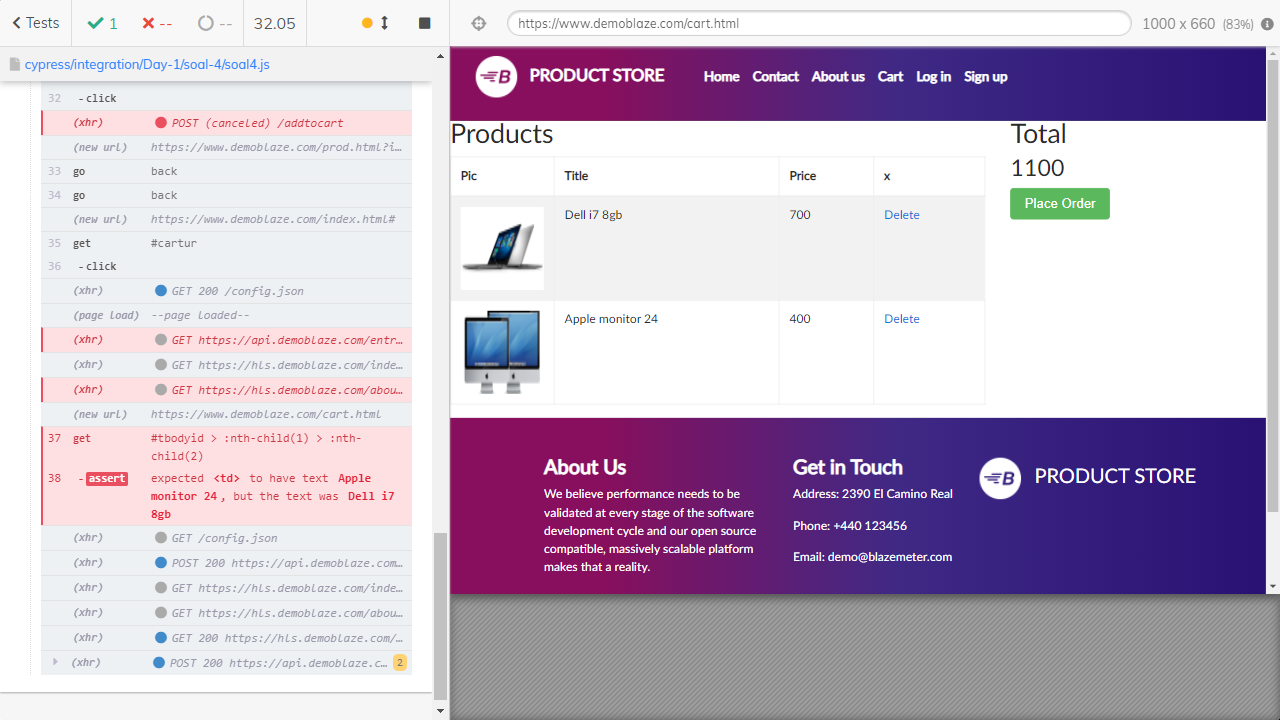 Tests
1
--
--
32.05
https://www.demoblaze.com/cart.html
1000 x 660 (83%)
cypress/integration/Day-1/soal-4/soal4.js
32 - click
(xhr) POST (canceled) /addtocart
(new url) https://www.demoblaze.com/prod.html?i...
33 go back
34 go back
(new url) https://www.demoblaze.com/index.html#
35 get #cartur
36 - click
(xhr) GET 200 /config.json
(page load) --page loaded--
(xhr) GET https://api.demoblaze.com/entr...
(xhr) GET https://hls.demoblaze.com/inde...
(xhr) GET https://hls.demoblaze.com/abou...
(new url) https://www.demoblaze.com/cart.html
37 get #tbodyid > :nth-child(1) > :nth-
child(2)
38 - assert expected <td> to have text Apple
monitor 24 , but the text was Dell i7
8gb
(xhr) GET /config.json
(xhr) POST 200 https://api.demoblaze.com...
(xhr) GET https://hls.demoblaze.com/inde...
(xhr) GET https://hls.demoblaze.com/abou...
(xhr) GET 200 https://hls.demoblaze.com/...
(xhr) POST 200 https://api.demoblaze.c... 2
PRODUCT STORE
Home Contact About us Cart Log in Sign up
Products
Pic Title Price x
Dell i7 8gb 700 Delete
Apple monitor 24 400 Delete
Total
1100
Place Order
About Us
We believe performance needs to be
validated at every stage of the software
development cycle and our open source
compatible, massively scalable platform
makes that a reality.
Get in Touch
Address: 2390 El Camino Real
Phone: +440 123456
Email: demo@blazemeter.com
B PRODUCT STORE